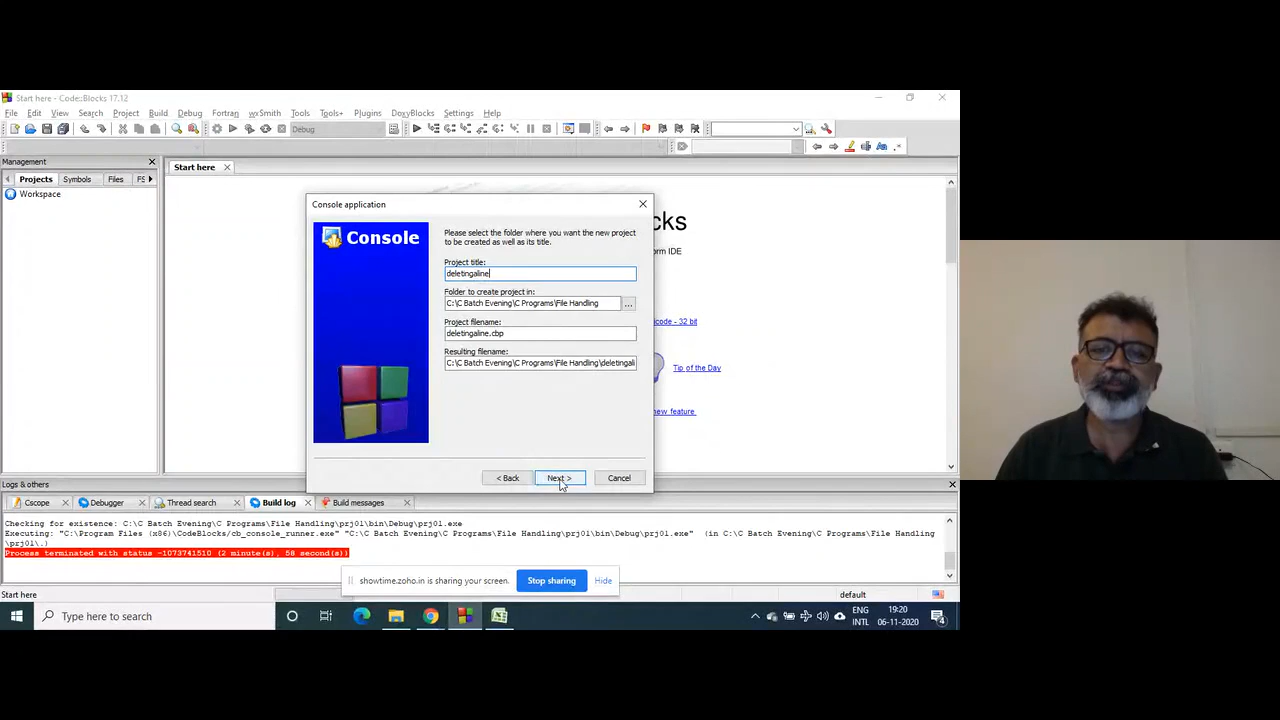 Start here - Code::Blocks 17.12
File Edit View Search Project Build Debug Fortran wxSmith Tools Tools+ Plugins DoxyBlocks Settings Help
Debug
Management
Projects Symbols Files FS
Workspace
Start here
Console application
Console
Please select the folder where you want the new project
to be created as well as its title.
Project title:
deletingaline
Folder to create project in:
C:\C Batch Evening\C Programs\File Handling
...
Project filename:
deletingaline.cbp
Resulting filename:
C:\C Batch Evening\C Programs\File Handling\deletingali
< Back Next > Cancel
cks
orm IDE
icode - 32 bit
Tip of the Day
new feature
Logs & others
Cscope Debugger Thread search Build log Build messages
Checking for existence: C:\C Batch Evening\C Programs\File Handling\prj01\bin\Debug\prj01.exe
Executing: "C:\Program Files (x86)\CodeBlocks/cb_console_runner.exe" "C:\C Batch Evening\C Programs\File Handling\prj01\bin\Debug\prj01.exe" (in C:\C Batch Evening\C Programs\File Handling
\prj01\.)
Process terminated with status -1073741510 (2 minute(s), 58 second(s))
showtime.zoho.in is sharing your screen. Stop sharing Hide
Start here default
Type here to search
ENG
INTL
19:20
06-11-2020
4